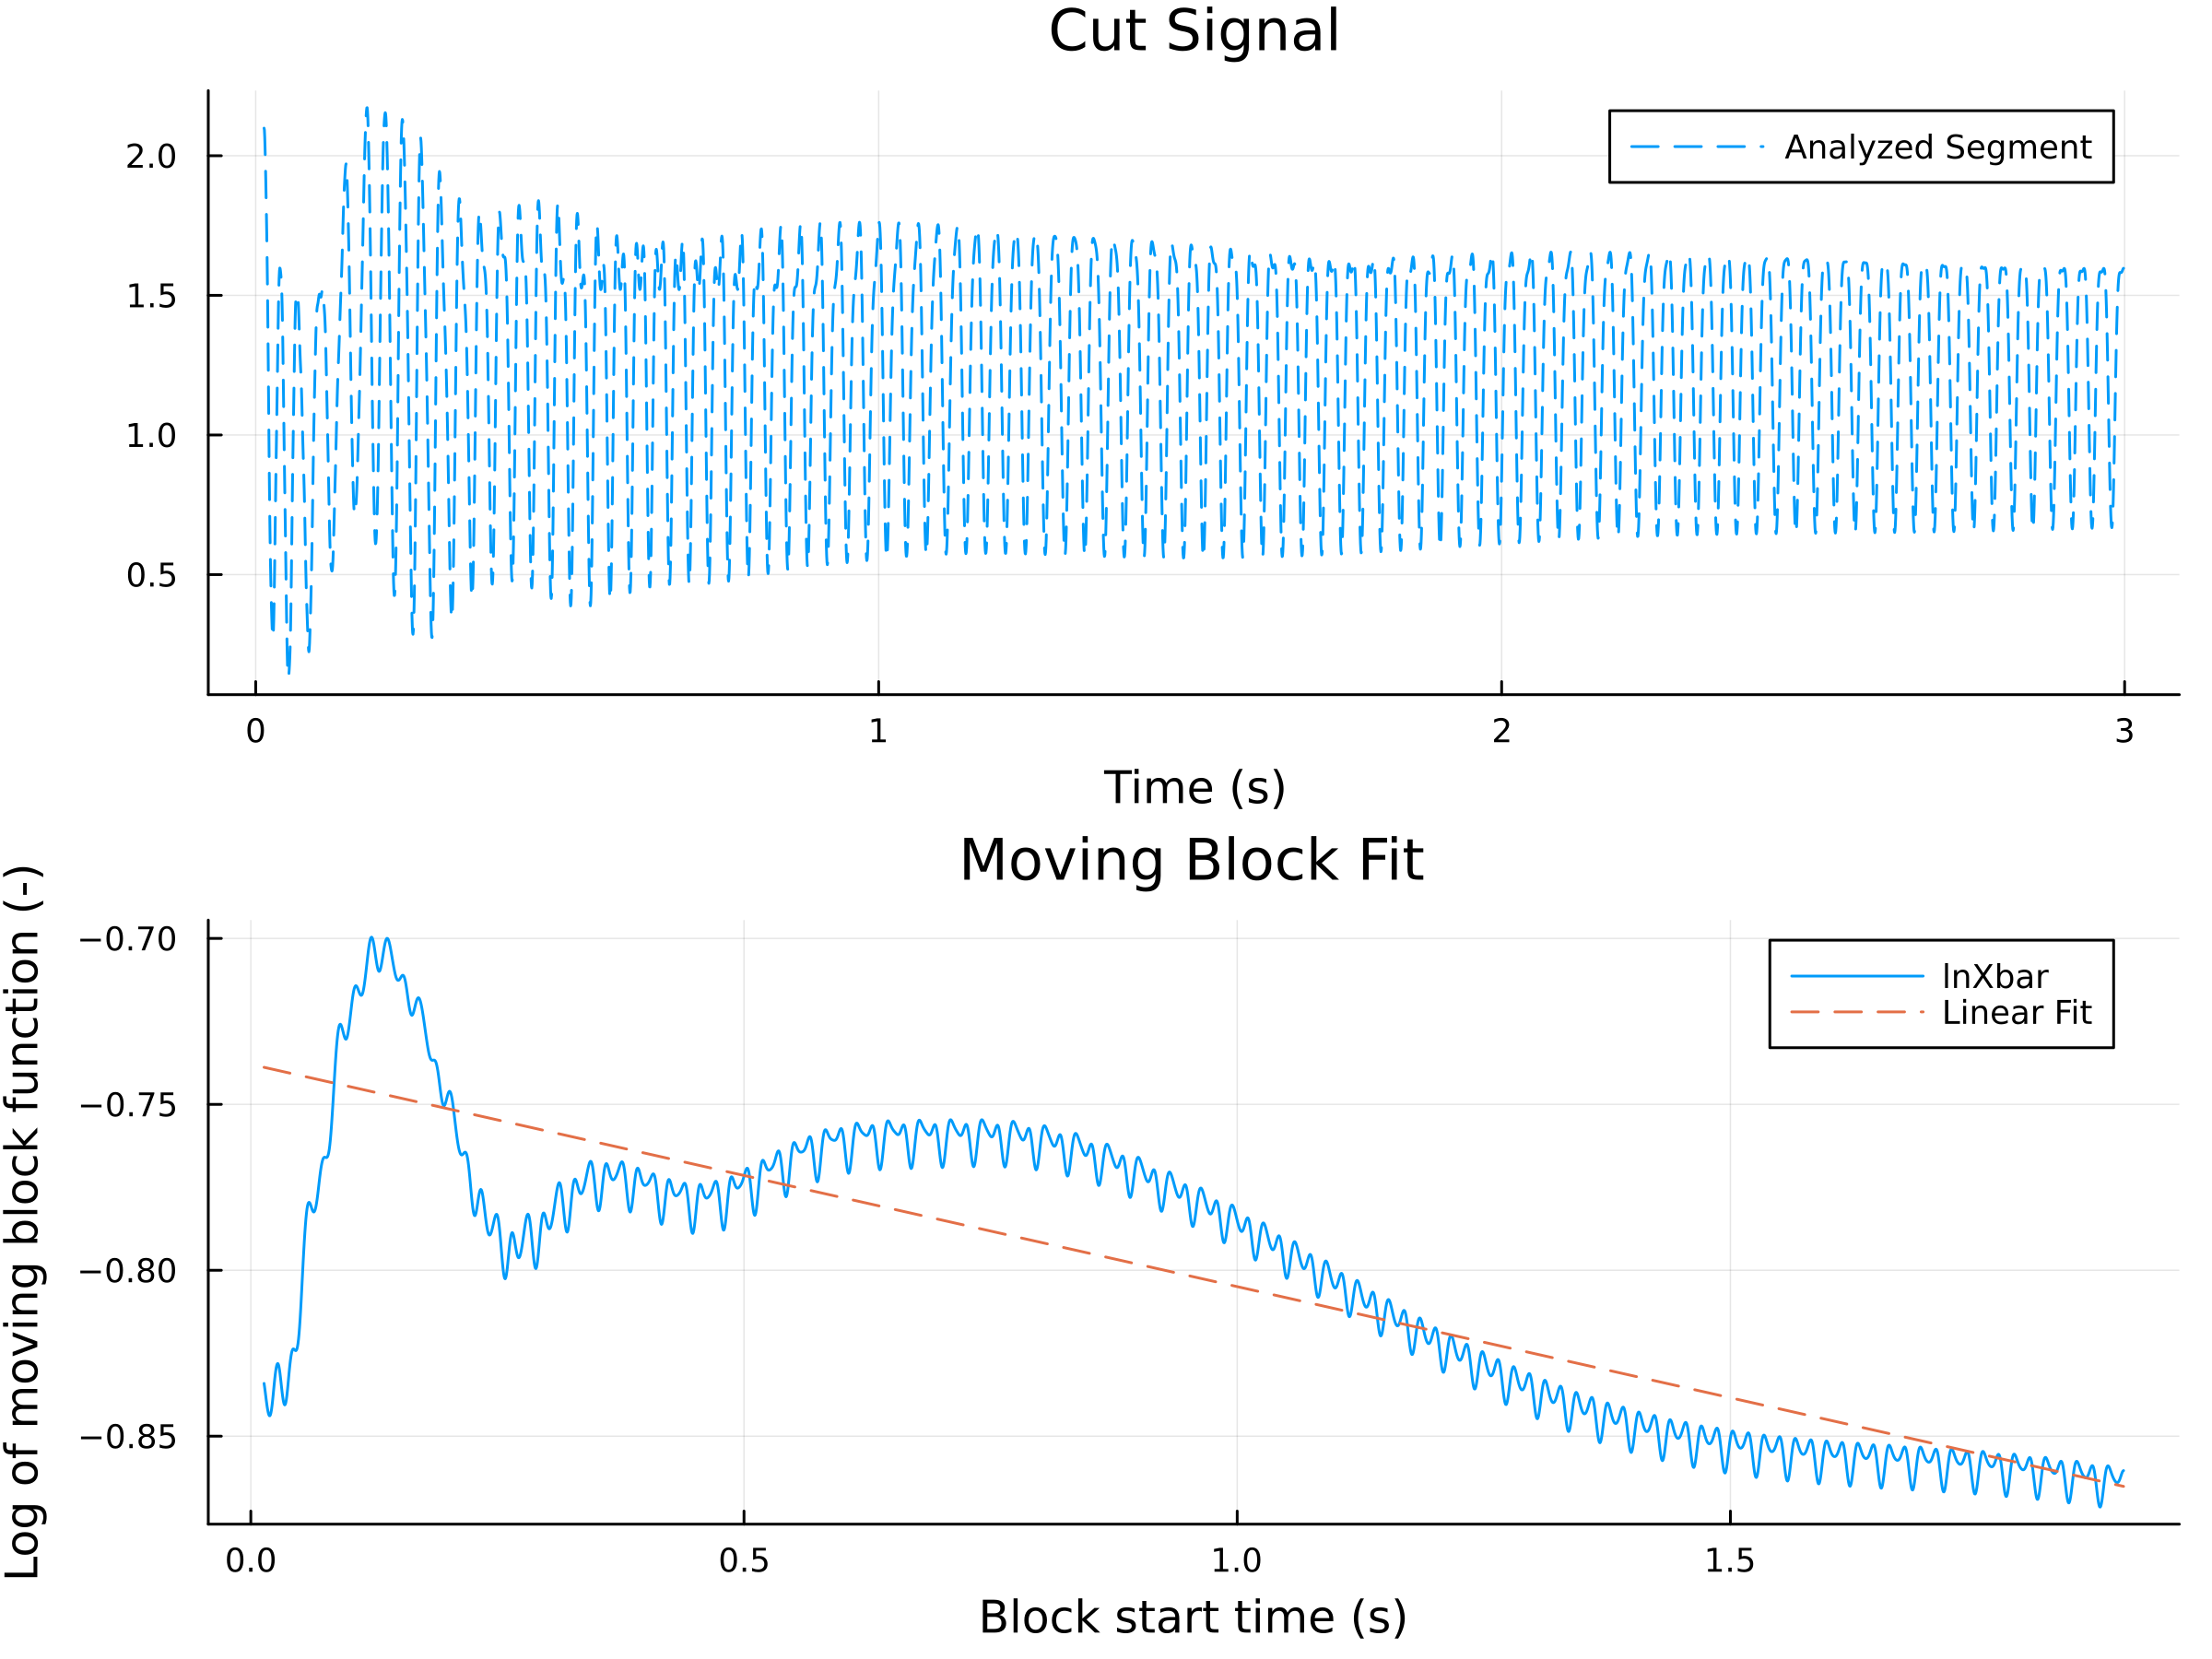 Cut Signal
2.0
1.5
1.0
0.5
Analyzed Segment
0
1
2
3
Time (s)
Moving Block Fit
Log of moving block function (-)
−0.70
−0.75
−0.80
−0.85
lnXbar
Linear Fit
0.0
0.5
1.0
1.5
Block start time (s)